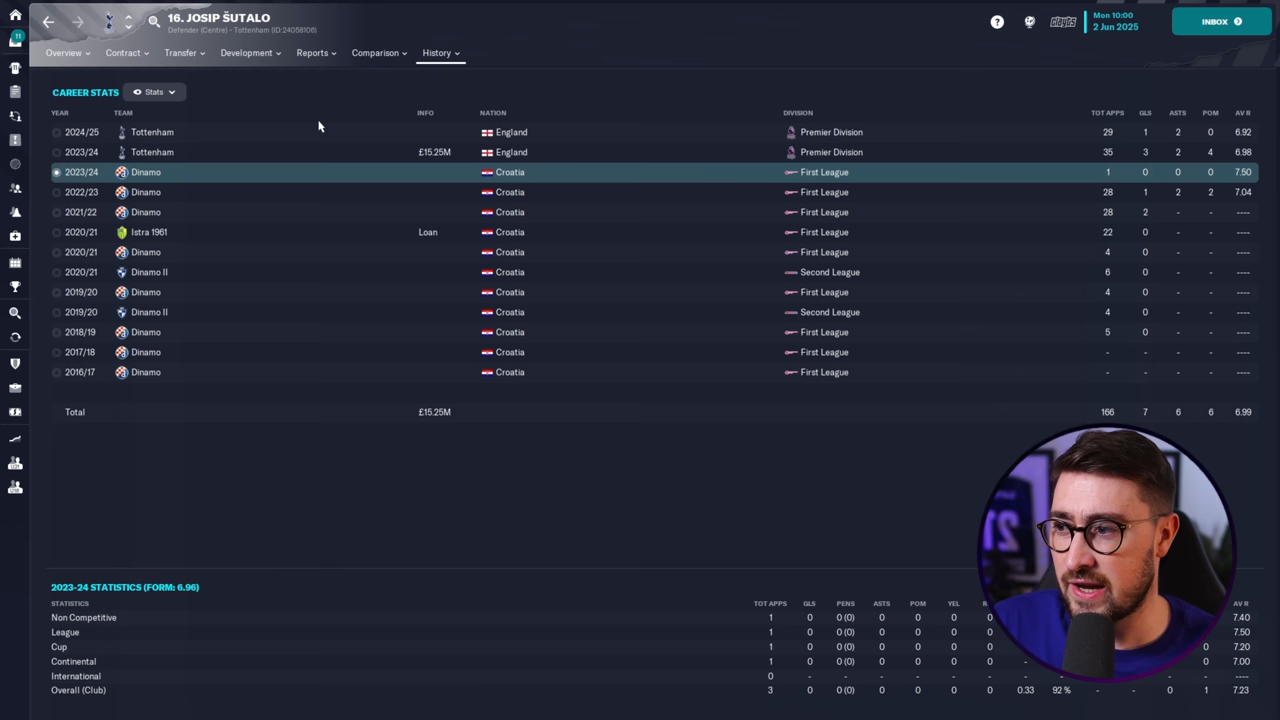 16. JOSIP ŠUTALO
Defender (Centre) - Tottenham (ID:24058106)
Mon 10:00
2 Jun 2025
INBOX
11
Overview Contract Transfer Development Reports Comparison History
CAREER STATS Stats
YEAR TEAM INFO NATION DIVISION TOT APPS GLS ASTS POM AV R
2024/25 Tottenham England Premier Division 29 1 2 0 6.92
2023/24 Tottenham £15.25M England Premier Division 35 3 2 4 6.98
2023/24 Dinamo Croatia First League 1 0 0 0 7.50
2022/23 Dinamo Croatia First League 28 1 2 2 7.04
2021/22 Dinamo Croatia First League 28 2 - - ----
2020/21 Istra 1961 Loan Croatia First League 22 0 - - ----
2020/21 Dinamo Croatia First League 4 0 - - ----
2020/21 Dinamo II Croatia Second League 6 0 - - ----
2019/20 Dinamo Croatia First League 4 0 - - ----
2019/20 Dinamo II Croatia Second League 4 0 - - ----
2018/19 Dinamo Croatia First League 5 0 - - ----
2017/18 Dinamo Croatia First League - - - - ----
2016/17 Dinamo Croatia First League - - - - ----
Total £15.25M 166 7 6 6 6.99
2023-24 STATISTICS (FORM: 6.96)
STATISTICS TOT APPS GLS PENS ASTS POM YEL R AV R
Non Competitive 1 0 0 (0) 0 0 0 0 7.40
League 1 0 0 (0) 0 0 0 0 7.50
Cup 1 0 0 (0) 0 0 0 0 0 7.20
Continental 1 0 0 (0) 0 0 0 0 - 0 7.00
International 0 - - - - - - - - ----
Overall (Club) 3 0 0 (0) 0 0 0 0 0.33 92 % - - 0 1 7.23